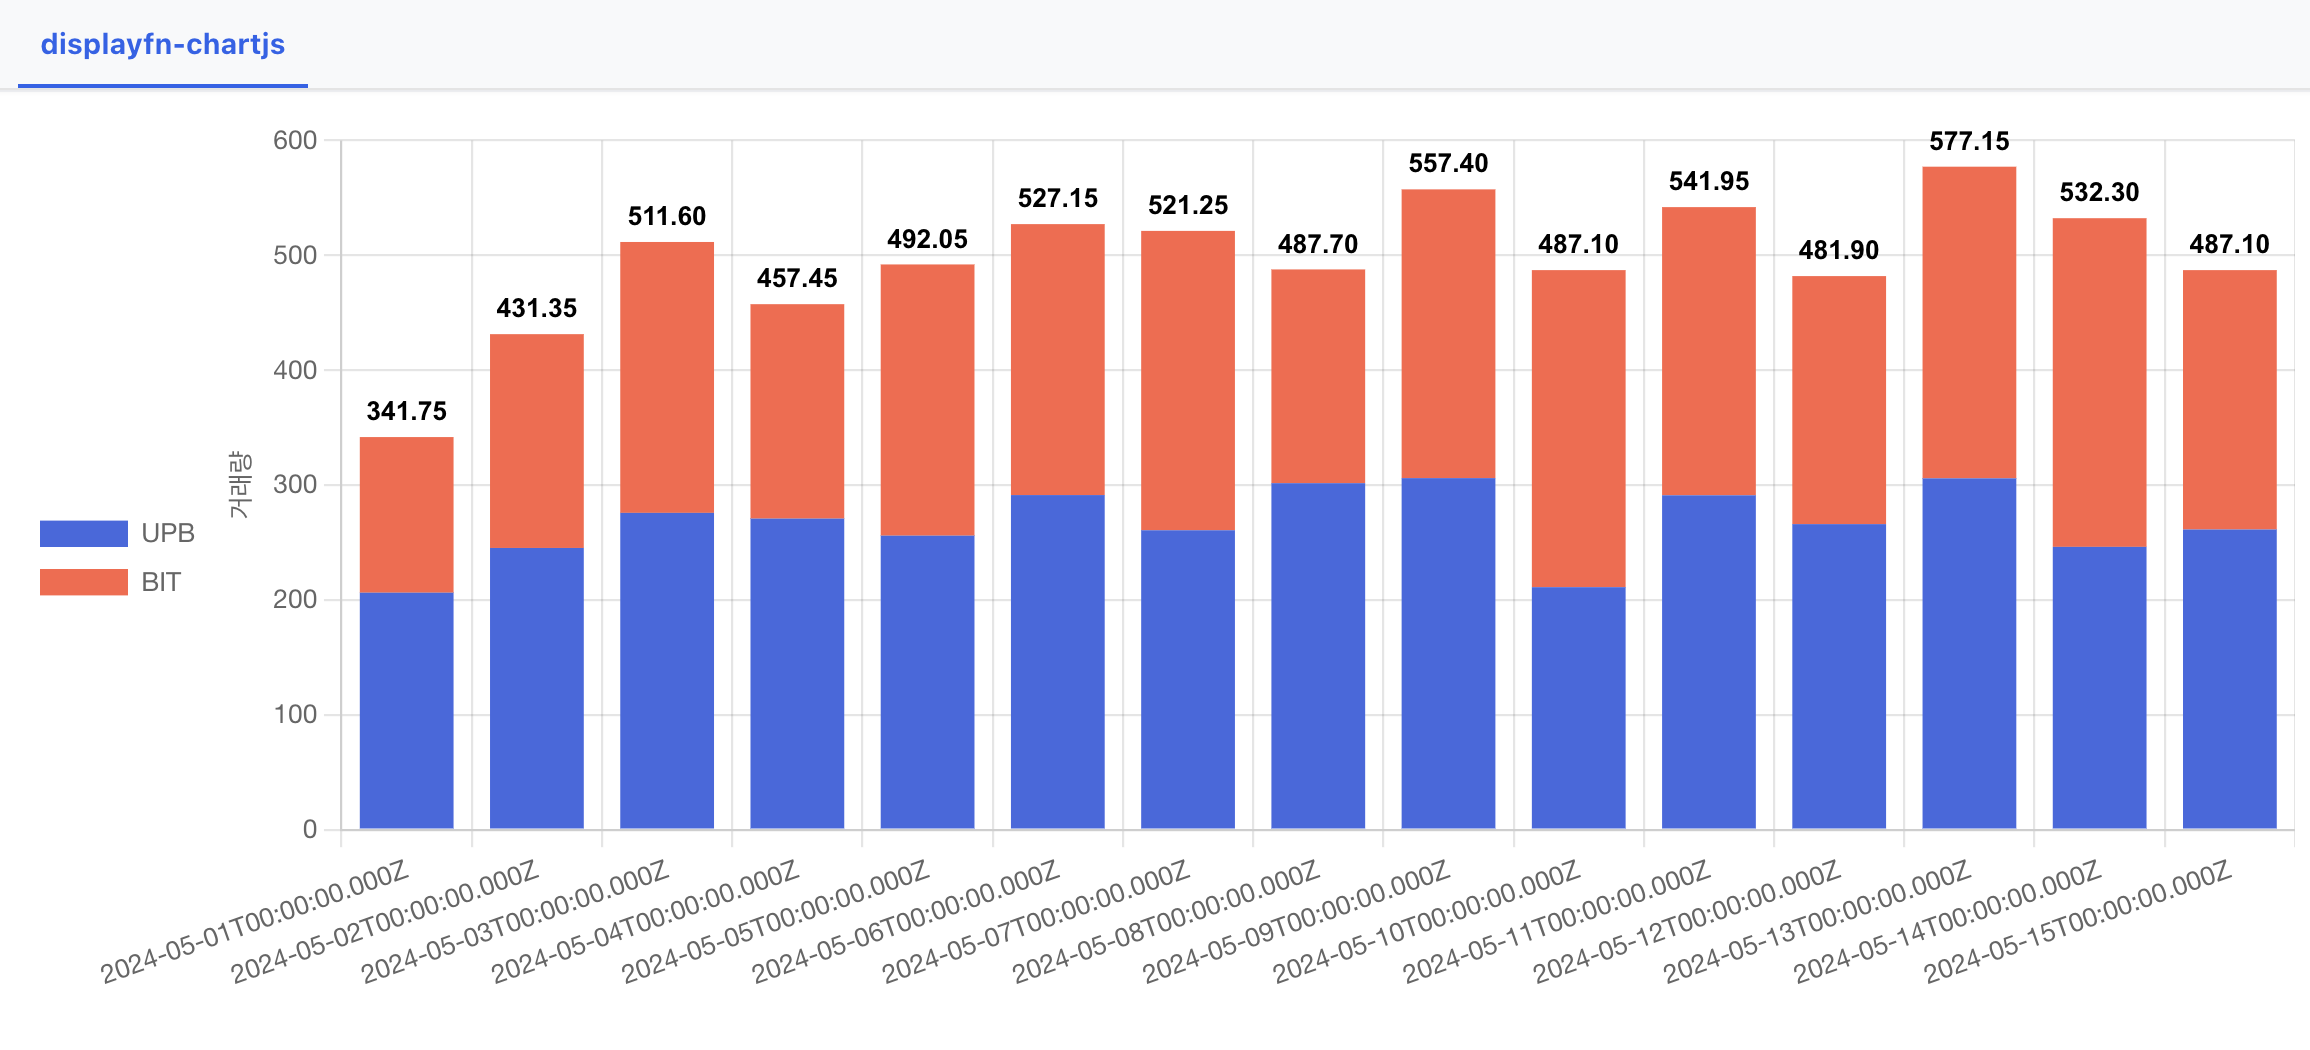 displayfn-chartjs
600
500
400
300
200
100
0
거래량
UPB
BIT
341.75
431.35
511.60
457.45
492.05
527.15
521.25
487.70
557.40
487.10
541.95
481.90
577.15
532.30
487.10
2024-05-01T00:00:00.000Z
2024-05-02T00:00:00.000Z
2024-05-03T00:00:00.000Z
2024-05-04T00:00:00.000Z
2024-05-05T00:00:00.000Z
2024-05-06T00:00:00.000Z
2024-05-07T00:00:00.000Z
2024-05-08T00:00:00.000Z
2024-05-09T00:00:00.000Z
2024-05-10T00:00:00.000Z
2024-05-11T00:00:00.000Z
2024-05-12T00:00:00.000Z
2024-05-13T00:00:00.000Z
2024-05-14T00:00:00.000Z
2024-05-15T00:00:00.000Z